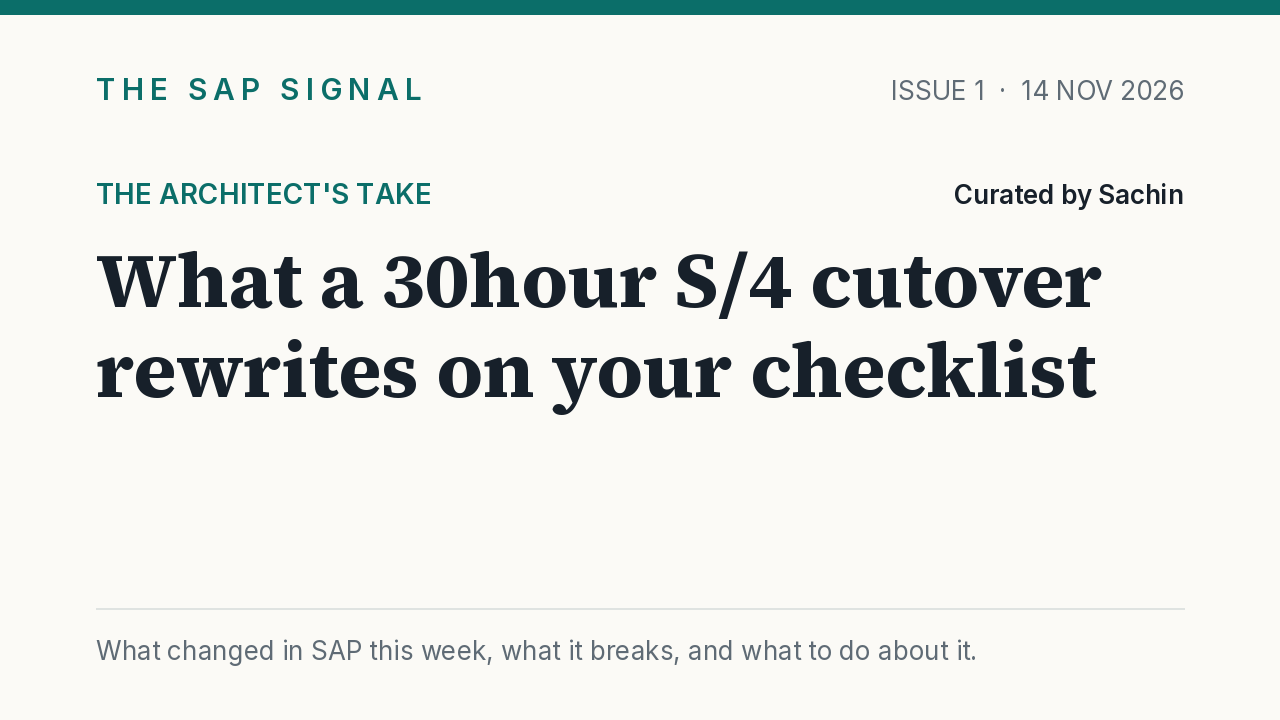 THE SAP SIGNAL
ISSUE 1 · 14 NOV 2026
THE ARCHITECT'S TAKE
Curated by Sachin
What a 30hour S/4 cutover
rewrites on your checklist
What changed in SAP this week, what it breaks, and what to do about it.